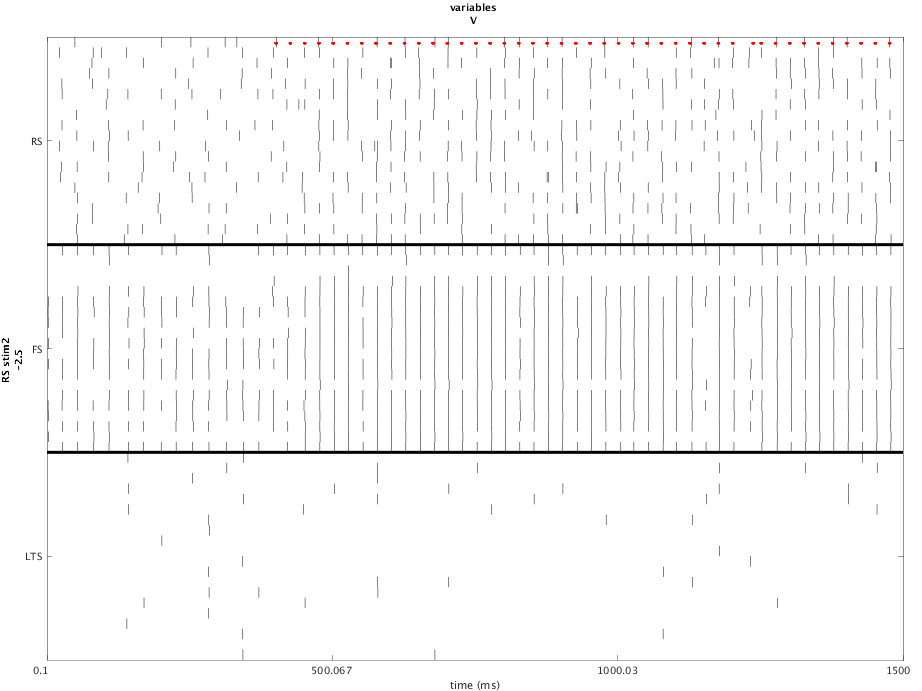 variables
V
RS
FS
LTS
RS stim2
-2.5
0.1
500.067
1000.03
1500
time (ms)